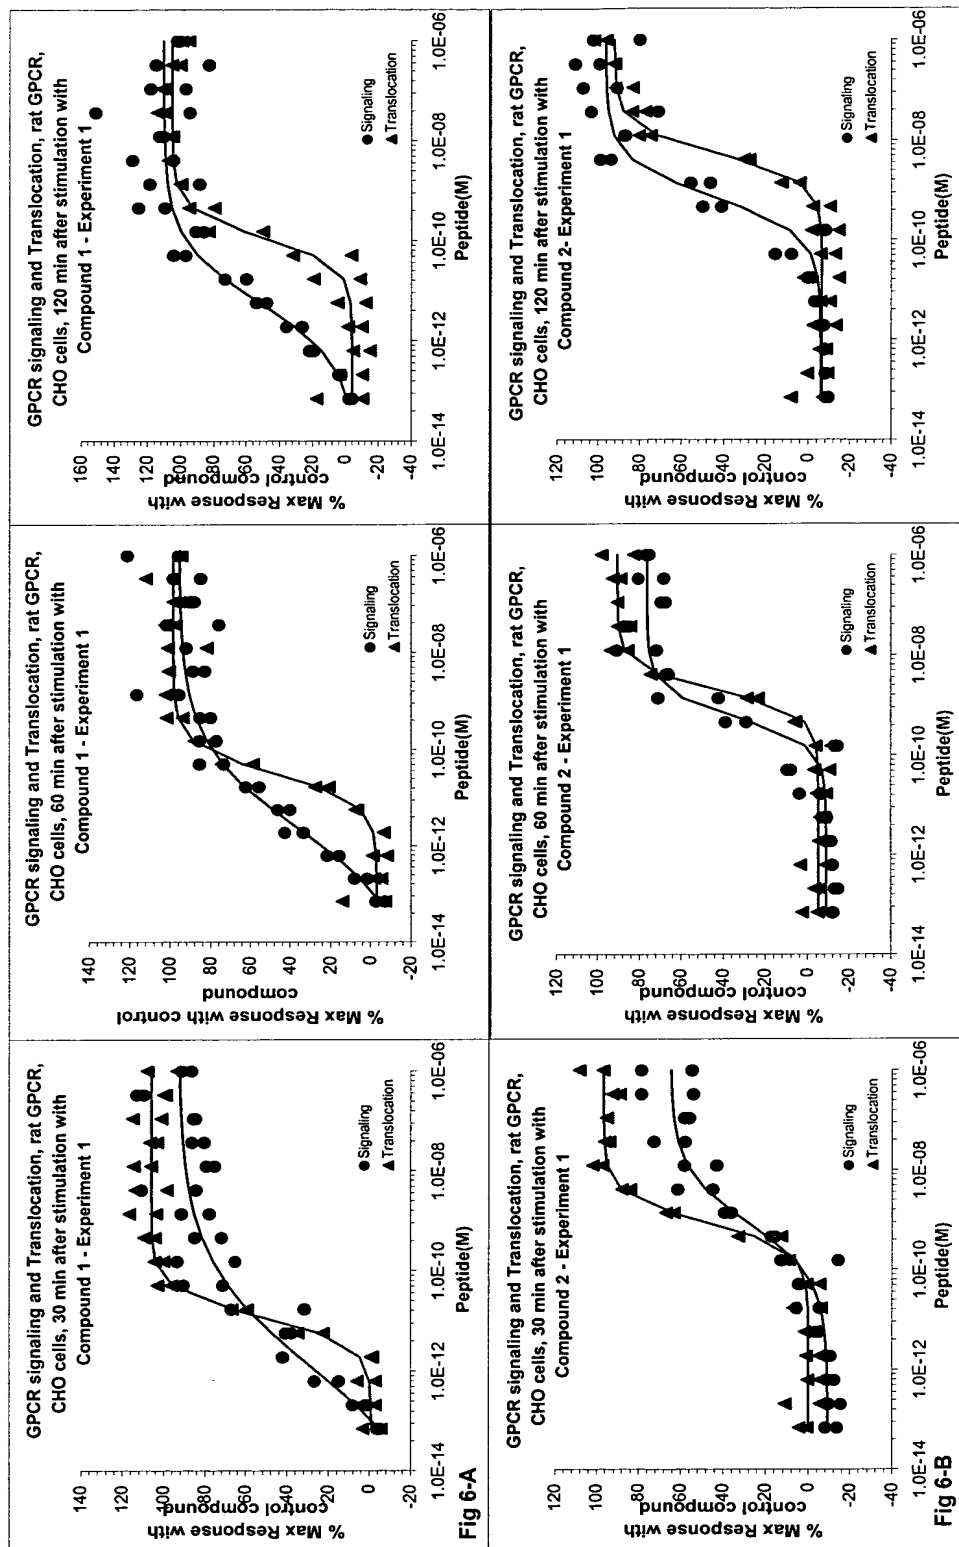 GPCR signaling and Translocation, rat GPCR,
CHO cells, 30 min after stimulation with
Compound 1 - Experiment 1
% Max Response with
control compound
140
120
100
80
60
40
20
0
-20
1.0E-14
1.0E-12
1.0E-10
1.0E-08
1.0E-06
Peptide(M)
Signaling
Translocation
Fig 6-A
GPCR signaling and Translocation, rat GPCR,
CHO cells, 60 min after stimulation with
Compound 1 - Experiment 1
% Max Response with control
compound
140
120
100
80
60
40
20
0
-20
1.0E-14
1.0E-12
1.0E-10
1.0E-08
1.0E-06
Peptide(M)
Signaling
Translocation
GPCR signaling and Translocation, rat GPCR,
CHO cells, 120 min after stimulation with
Compound 1 - Experiment 1
% Max Response with
control compound
160
140
120
100
80
60
40
20
0
-20
-40
1.0E-14
1.0E-12
1.0E-10
1.0E-08
1.0E-06
Peptide(M)
Signaling
Translocation
GPCR signaling and Translocation, rat GPCR,
CHO cells, 30 min after stimulation with
Compound 2 - Experiment 1
% Max Response with
control compound
120
100
80
60
40
20
0
-20
-40
1.0E-14
1.0E-12
1.0E-10
1.0E-08
1.0E-06
Peptide(M)
Signaling
Translocation
Fig 6-B
GPCR signaling and Translocation, rat GPCR,
CHO cells, 60 min after stimulation with
Compound 2 - Experiment 1
% Max Response with
control compound
120
100
80
60
40
20
0
-20
-40
1.0E-14
1.0E-12
1.0E-10
1.0E-08
1.0E-06
Peptide(M)
Signaling
Translocation
GPCR signaling and Translocation, rat GPCR,
CHO cells, 120 min after stimulation with
Compound 2- Experiment 1
% Max Response with
control compound
120
100
80
60
40
20
0
-20
-40
1.0E-14
1.0E-12
1.0E-10
1.0E-08
1.0E-06
Peptide(M)
Signaling
Translocation